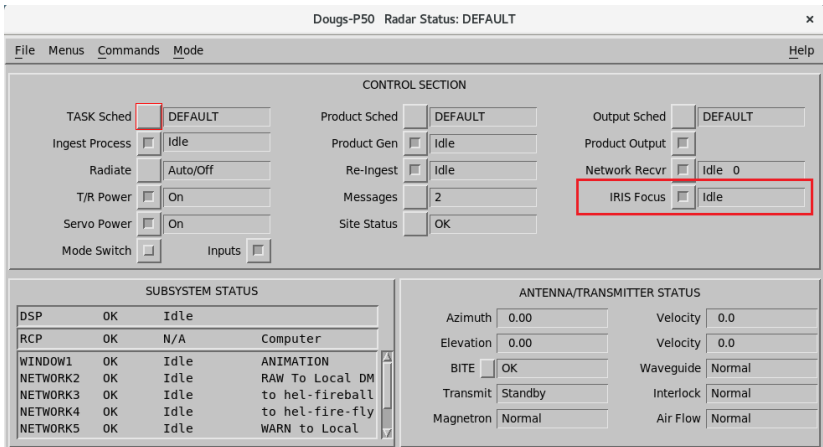 Dougs-P50 Radar Status: DEFAULT ×
File Menus Commands Mode Help
CONTROL SECTION
TASK Sched DEFAULT Product Sched DEFAULT Output Sched DEFAULT
Ingest Process Idle Product Gen Idle Product Output
Radiate Auto/Off Re-Ingest Idle Network Recvr Idle 0
T/R Power On Messages 2 IRIS Focus Idle
Servo Power On Site Status OK
Mode Switch Inputs
SUBSYSTEM STATUS
DSP OK Idle
RCP OK N/A Computer
WINDOW1 OK Idle ANIMATION
NETWORK2 OK Idle RAW To Local DM
NETWORK3 OK Idle to hel-fireball
NETWORK4 OK Idle to hel-fire-fly
NETWORK5 OK Idle WARN to Local
ANTENNA/TRANSMITTER STATUS
Azimuth 0.00 Velocity 0.0
Elevation 0.00 Velocity 0.0
BITE OK Waveguide Normal
Transmit Standby Interlock Normal
Magnetron Normal Air Flow Normal